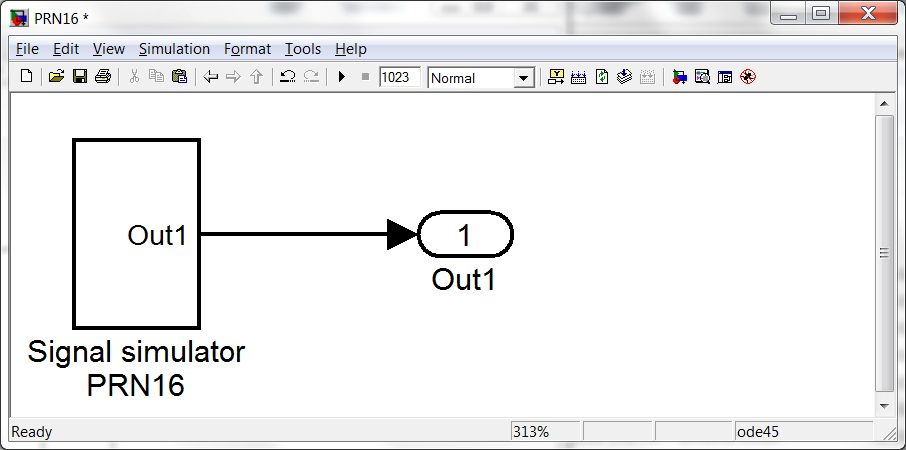 PRN16 *
File Edit View Simulation Format Tools Help
1023 Normal
Out1
1
Out1
Signal simulator
PRN16
Ready 313% ode45